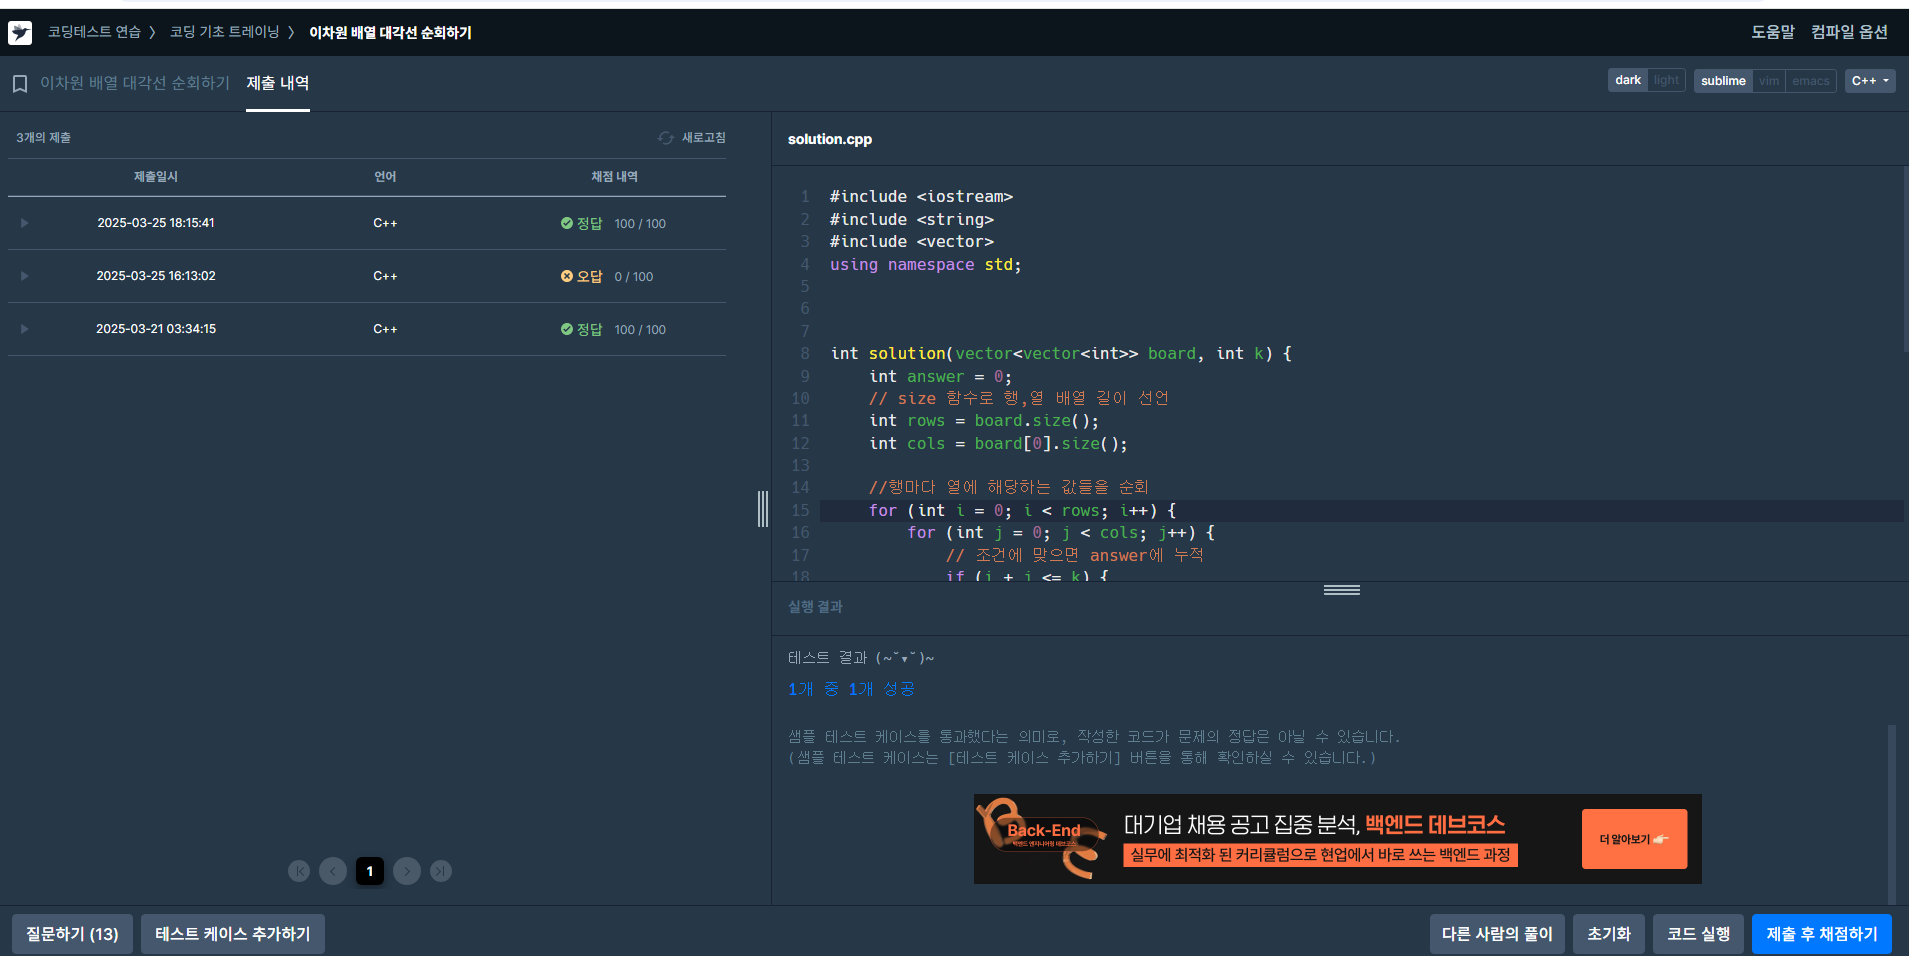 코딩테스트 연습 〉 코딩 기초 트레이닝 〉 이차원 배열 대각선 순회하기
도움말 컴파일 옵션
이차원 배열 대각선 순회하기 제출 내역
dark light sublime vim emacs C++
3개의 제출 새로고침
제출일시 언어 채점 내역
2025-03-25 18:15:41 C++ 정답 100 / 100
2025-03-25 16:13:02 C++ 오답 0 / 100
2025-03-21 03:34:15 C++ 정답 100 / 100
1
solution.cpp
1 #include <iostream>
2 #include <string>
3 #include <vector>
4 using namespace std;
5
6
7
8 int solution(vector<vector<int>> board, int k) {
9 int answer = 0;
10 // size 함수로 행,열 배열 길이 선언
11 int rows = board.size();
12 int cols = board[0].size();
13
14 //행마다 열에 해당하는 값들을 순회
15 for (int i = 0; i < rows; i++) {
16 for (int j = 0; j < cols; j++) {
17 // 조건에 맞으면 answer에 누적
18 if (i + j <= k) {
실행 결과
테스트 결과 (~˘▾˘)~
1개 중 1개 성공
샘플 테스트 케이스를 통과했다는 의미로, 작성한 코드가 문제의 정답은 아닐 수 있습니다.
(샘플 테스트 케이스는 [테스트 케이스 추가하기] 버튼을 통해 확인하실 수 있습니다.)
Back-End
백엔드 엔지니어링 데브코스
대기업 채용 공고 집중 분석, 백엔드 데브코스
실무에 최적화 된 커리큘럼으로 현업에서 바로 쓰는 백엔드 과정
더 알아보기 👉
질문하기 (13) 테스트 케이스 추가하기
다른 사람의 풀이 초기화 코드 실행 제출 후 채점하기